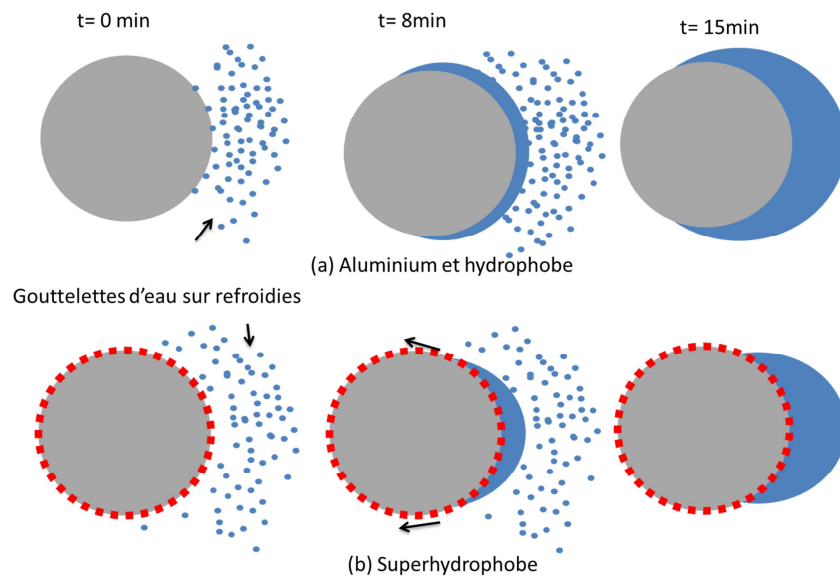 t= 0 min
t= 8min
t= 15min
(a) Aluminium et hydrophobe
Gouttelettes d'eau sur refroidies
(b) Superhydrophobe